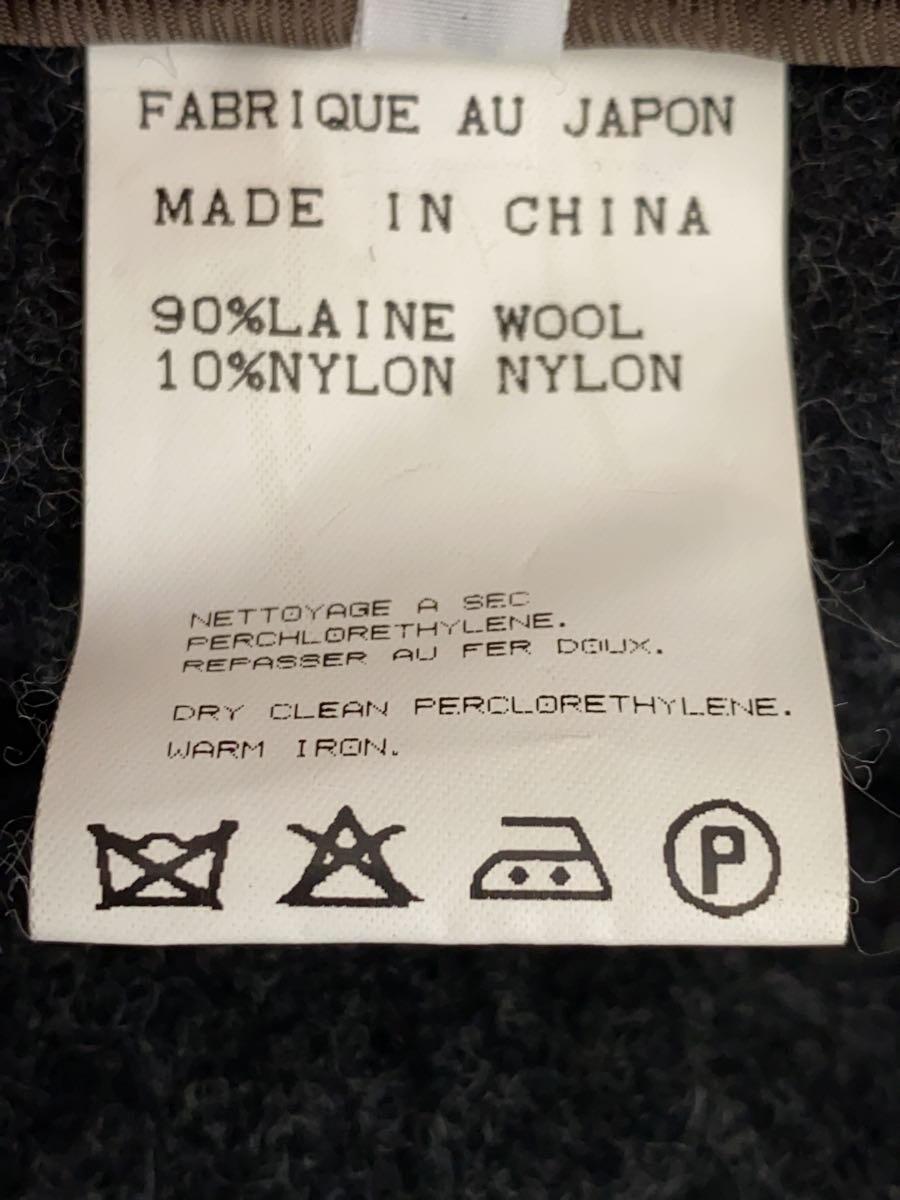 FABRIQUE AU JAPON
MADE IN CHINA
90%LAINE WOOL
10%NYLON NYLON
NETTOYAGE A SEC
PERCHLORETHYLENE.
REPASSER AU FER DOUX.
DRY CLEAN PERCLORETHYLENE.
WARM IRON.
P